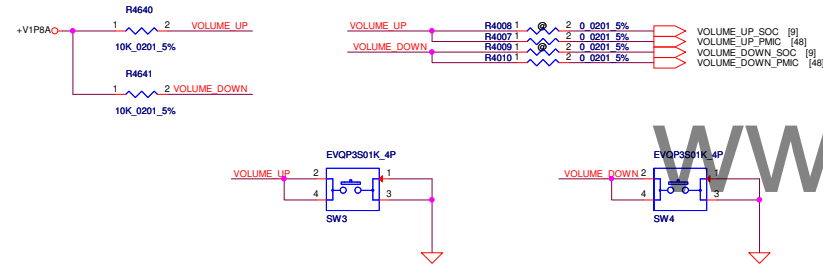 R4640
1 2 VOLUME_UP
+V1P8A
10K_0201_5%
R4641
1 2 VOLUME_DOWN
10K_0201_5%
VOLUME_UP R4008 1 @ 2 0_0201_5% VOLUME_UP_SOC [9]
R4007 1 2 0_0201_5% VOLUME_UP_PMIC [48]
VOLUME_DOWN R4009 1 @ 2 0_0201_5% VOLUME_DOWN_SOC [9]
R4010 1 2 0_0201_5% VOLUME_DOWN_PMIC [48]
EVQP3S01K_4P
VOLUME_UP 2 1
4 3
SW3
EVQP3S01K_4P
VOLUME_DOWN 2 1
4 3
SW4
WW